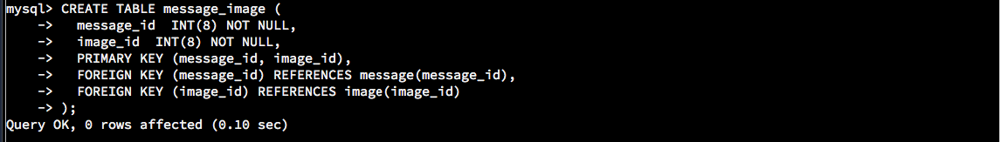 mysql> CREATE TABLE message_image (
    ->   message_id  INT(8) NOT NULL,
    ->   image_id  INT(8) NOT NULL,
    ->   PRIMARY KEY (message_id, image_id),
    ->   FOREIGN KEY (message_id) REFERENCES message(message_id),
    ->   FOREIGN KEY (image_id) REFERENCES image(image_id)
    -> );
Query OK, 0 rows affected (0.10 sec)